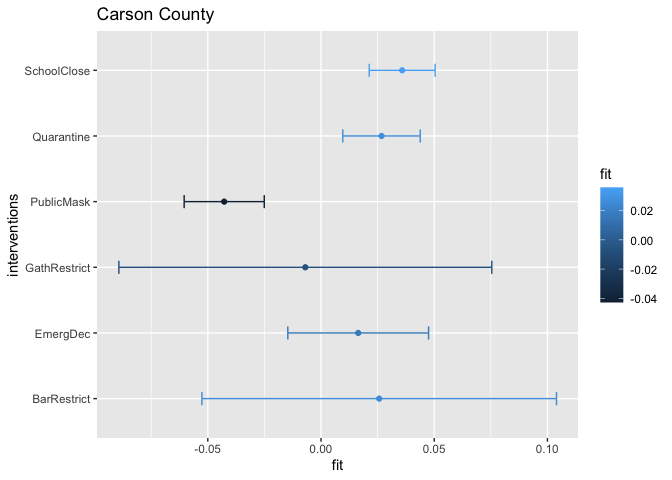 Carson County
SchoolClose
Quarantine
PublicMask
GathRestrict
EmergDec
BarRestrict
interventions
-0.05
0.00
0.05
0.10
fit
fit
0.02
0.00
-0.02
-0.04